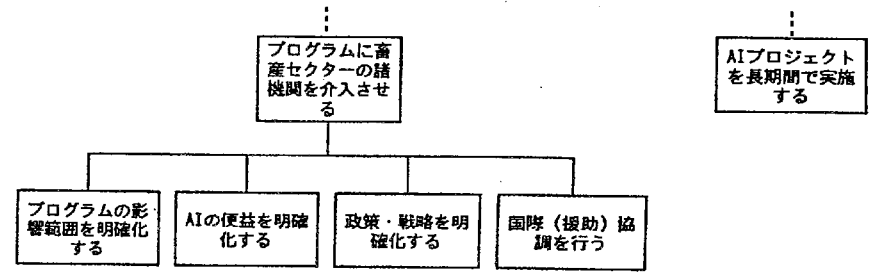 プログラムに畜
産セクターの諸
機関を介入させ
る
AIプロジェクト
を長期間で実施
する
プログラムの影
響範囲を明確化
する
AIの便益を明確
化する
政策・戦略を明
確化する
国際（援助）協
調を行う